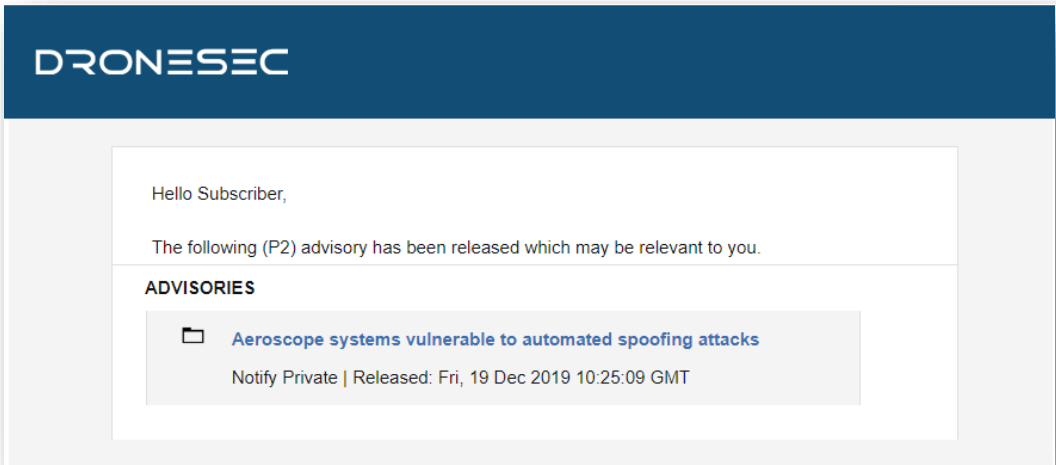 DRONESEC
Hello Subscriber,
The following (P2) advisory has been released which may be relevant to you.
ADVISORIES
Aeroscope systems vulnerable to automated spoofing attacks
Notify Private | Released: Fri, 19 Dec 2019 10:25:09 GMT